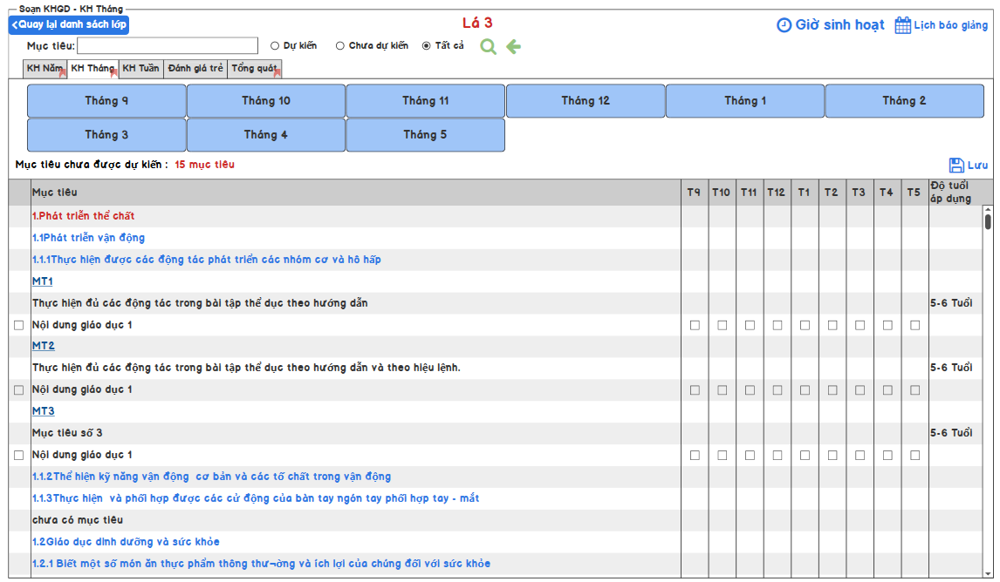 Soạn KHGD - KH Tháng
<Quay lại danh sách lớp
Lá 3
Giờ sinh hoạt
Lịch báo giảng
Mục tiêu:
Dự kiến
Chưa dự kiến
Tất cả
KH Năm
KH Tháng
KH Tuần
Đánh giá trẻ
Tổng quát
Tháng 9
Tháng 10
Tháng 11
Tháng 12
Tháng 1
Tháng 2
Tháng 3
Tháng 4
Tháng 5
Mục tiêu chưa được dự kiến : 15 mục tiêu
Lưu
Mục tiêu T9 T10 T11 T12 T1 T2 T3 T4 T5 Độ tuổi
áp dụng
1.Phát triễn thể chất
1.1Phát triễn vận động
1.1.1Thực hiện được các động tác phát triển các nhóm cơ và hô hấp
MT1
Thực hiện đủ các động tác trong bài tập thể dục theo hướng dẫn 5-6 Tuổi
Nội dung giáo dục 1
MT2
Thực hiện đủ các động tác trong bài tập thể dục theo hướng dẫn và theo hiệu lệnh. 5-6 Tuổi
Nội dung giáo dục 1
MT3
Mục tiêu số 3 5-6 Tuổi
Nội dung giáo dục 1
1.1.2Thể hiện kỹ năng vận động cơ bản và các tố chất trong vận động
1.1.3Thực hiện và phối hợp được các cử động của bàn tay ngón tay phối hợp tay - mắt
chưa có mục tiêu
1.2Giáo dục dinh dưỡng và sức khỏe
1.2.1 Biết một số món ăn thực phẩm thông thư¬ờng và ích lợi của chúng đối với sức khỏe